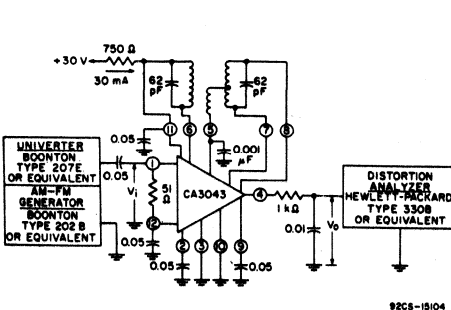 750 Ω
+30 V
30 mA
62
pF
62
pF
11
6
5
7
8
0.05
0.001
μF
UNIVERTER
BOONTON
TYPE 207E
OR EQUIVALENT
AM-FM
GENERATOR
BOONTON
TYPE 202 B
OR EQUIVALENT
0.05
1
Vi
51
Ω
12
0.05
CA3043
4
1 kΩ
0.01
Vo
DISTORTION
ANALYZER
HEWLETT-PACKARD
TYPE 330B
OR EQUIVALENT
2
3
10
9
0.05
0.05
92CS-15104